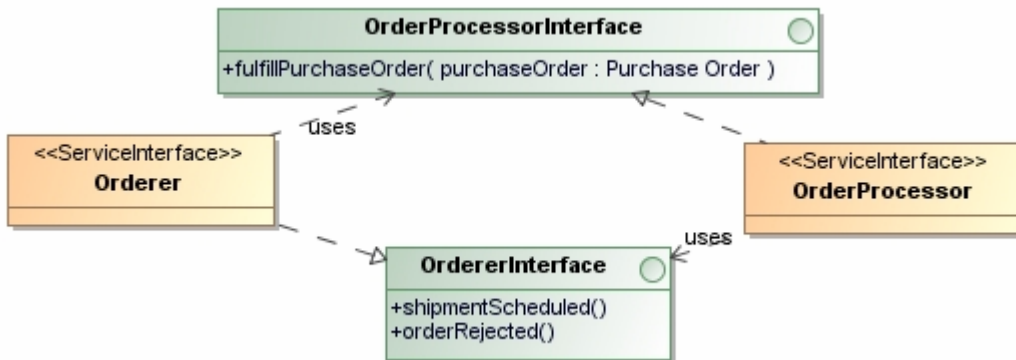 OrderProcessorInterface
+fulfillPurchaseOrder( purchaseOrder : Purchase Order )
uses
<<ServiceInterface>>
Orderer
<<ServiceInterface>>
OrderProcessor
uses
OrdererInterface
+shipmentScheduled()
+orderRejected()